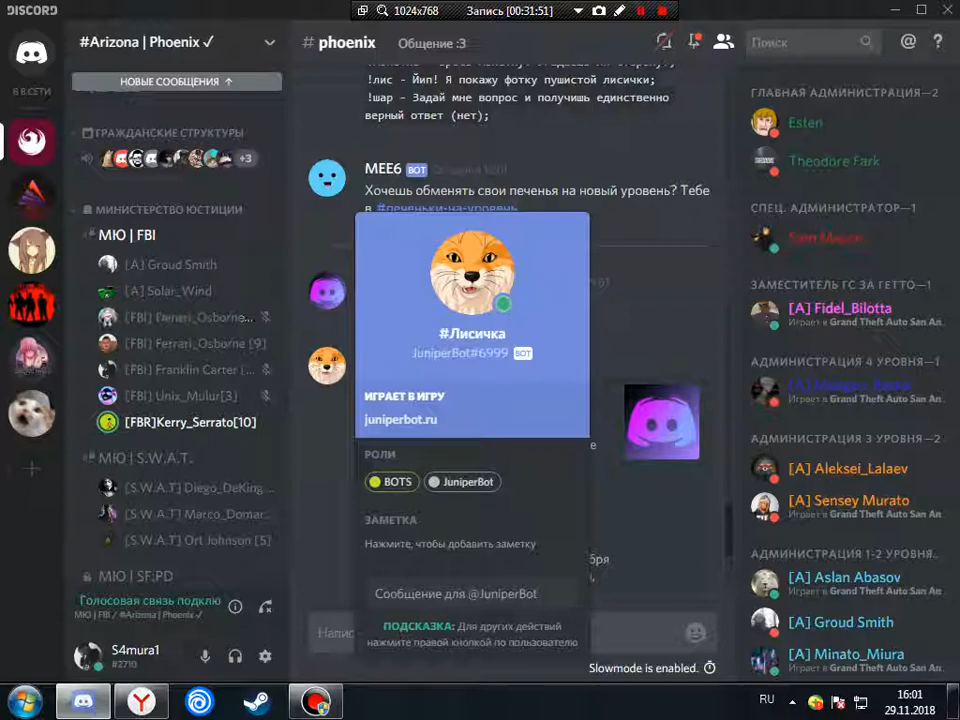 DISCORD
1024x768
Запись [00:31:51]
#Arizona | Phoenix ✓
# phoenix
Общение :3
Поиск
8 В СЕТИ
НОВЫЕ СООБЩЕНИЯ ↑
ГРАЖДАНСКИЕ СТРУКТУРЫ
+3
МИНИСТЕРСТВО ЮСТИЦИИ
МЮ | FBI
[A] Groud Smith
[A] Solar_Wind
[FBI] Ferrari_Osborne...
[FBI] Ferrari_Osborne [9]
[FBI] Franklin Carter [...
[FBI] Unix_Mulur[3]
[FBR]Kerry_Serrato[10]
МЮ | S.W.A.T.
[S.W.A.T] Diego_DeKing...
[S.W.A.T] Marco_Domar...
[S.W.A.T] Ort Johnson [5]
МЮ | SF:PD
Голосовая связь подклю
МЮ | FBI / #Arizona | Phoenix ✓
S4mura1
#2710
!лис - Йип! Я покажу фотку пушистой лисички;
!шар - Задай мне вопрос и получишь единственно
верный ответ (нет);
MEE6 BOT
Хочешь обменять свои печенья на новый уровень? Тебе
в #печеньки-на-уровень
#Лисичка
JuniperBot#6999 BOT
ИГРАЕТ В ИГРУ
juniperbot.ru
РОЛИ
BOTS
JuniperBot
ЗАМЕТКА
Нажмите, чтобы добавить заметку
Сообщение для @JuniperBot
ПОДСКАЗКА: Для других действий
нажмите правой кнопкой по пользователю
бря
Напис
Slowmode is enabled.
ГЛАВНАЯ АДМИНИСТРАЦИЯ—2
Esten
Theodore Fark
СПЕЦ. АДМИНИСТРАТОР—1
Sam Mason
ЗАМЕСТИТЕЛЬ ГС ЗА ГЕТТО—1
[A] Fidel_Bilotta
Играет в Grand Theft Auto San An
АДМИНИСТРАЦИЯ 4 УРОВНЯ—1
Играет в Grand Theft Auto San An
АДМИНИСТРАЦИЯ 3 УРОВНЯ—2
[A] Aleksei_Lalaev
[A] Sensey Murato
Играет в Grand Theft Auto San An
АДМИНИСТРАЦИЯ 1-2 УРОВНЯ...
[A] Aslan Abasov
Играет в Grand Theft Auto San An
[A] Groud Smith
[A] Minato_Miura
Играет в Grand Theft Auto San An
RU
16:01
29.11.2018